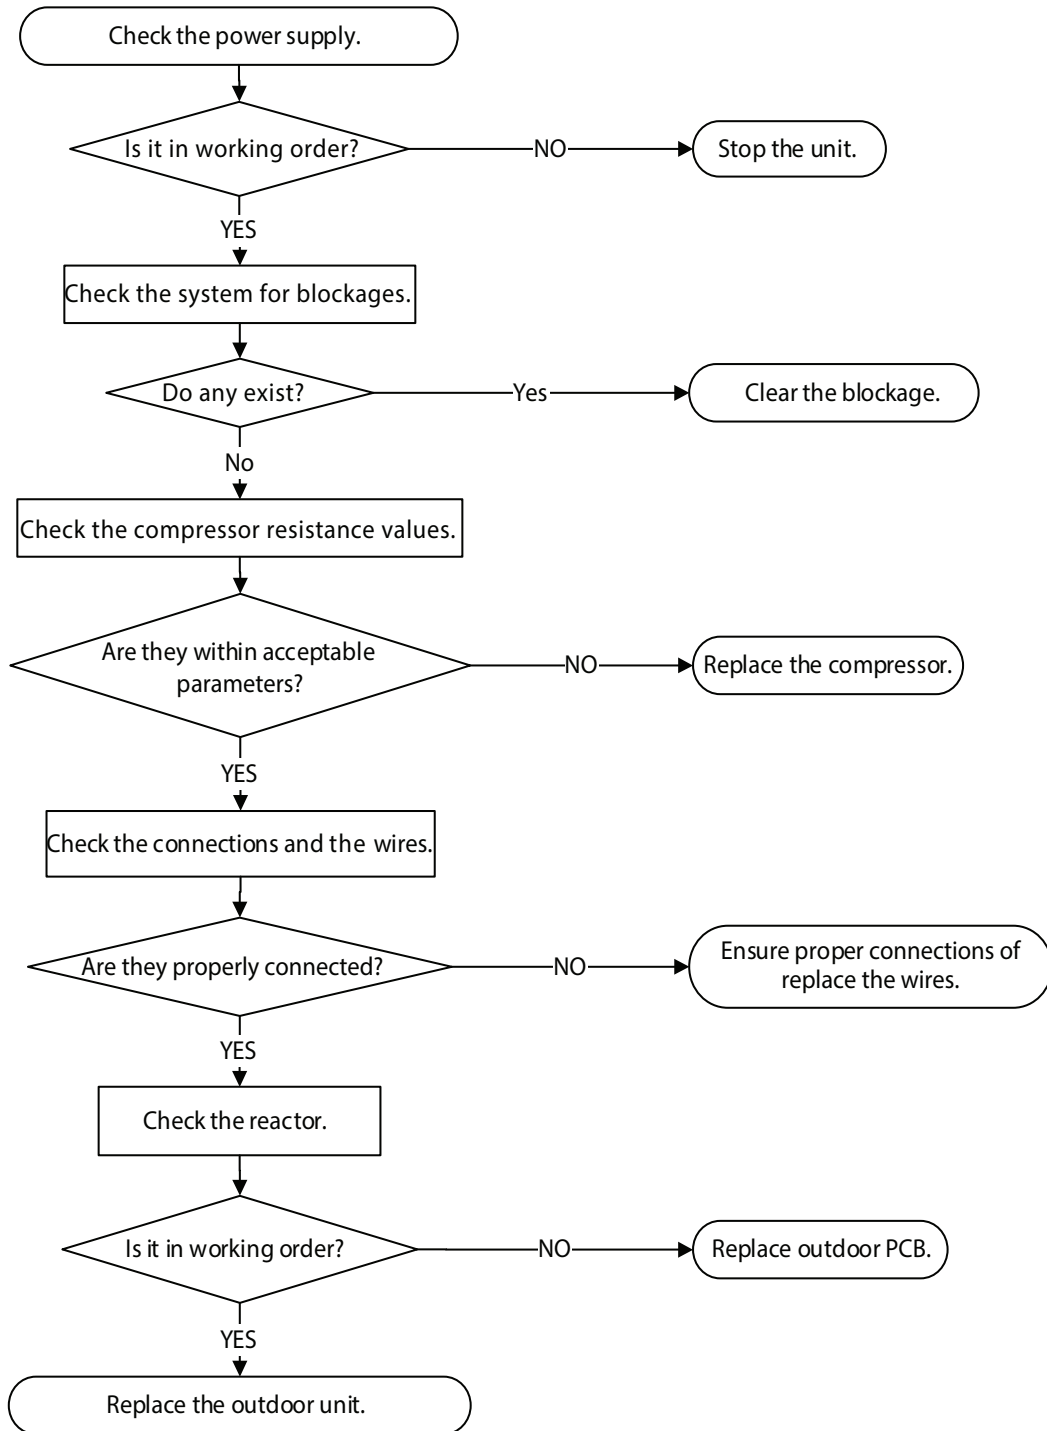 Check the power supply.
Is it in working order?
NO
Stop the unit.
YES
Check the system for blockages.
Do any exist?
Yes
Clear the blockage.
No
Check the compressor resistance values.
Are they within acceptable
parameters?
NO
Replace the compressor.
YES
Check the connections and the wires.
Are they properly connected?
NO
Ensure proper connections of
replace the wires.
YES
Check the reactor.
Is it in working order?
NO
Replace outdoor PCB.
YES
Replace the outdoor unit.